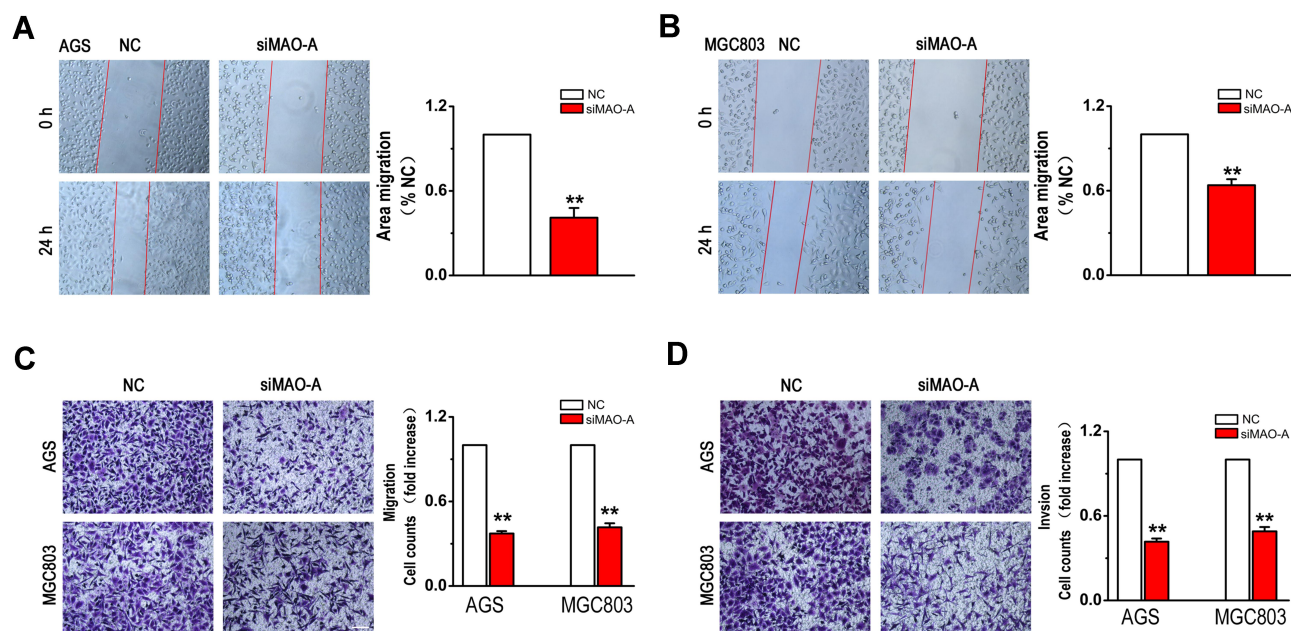 A
AGS NC siMAO-A
0 h
24 h
Area migration
（% NC）
1.2
0.6
0.0
NC
siMAO-A
**
B
MGC803 NC siMAO-A
0 h
24 h
Area migration
（% NC）
1.2
0.6
0.0
NC
siMAO-A
**
C
NC siMAO-A
AGS
MGC803
Migration
Cell counts（fold increase）
1.2
0.6
0.0
NC
siMAO-A
** **
AGS MGC803
D
NC siMAO-A
AGS
MGC803
Invsion
Cell counts（fold increase）
1.2
0.6
0.0
NC
siMAO-A
** **
AGS MGC803